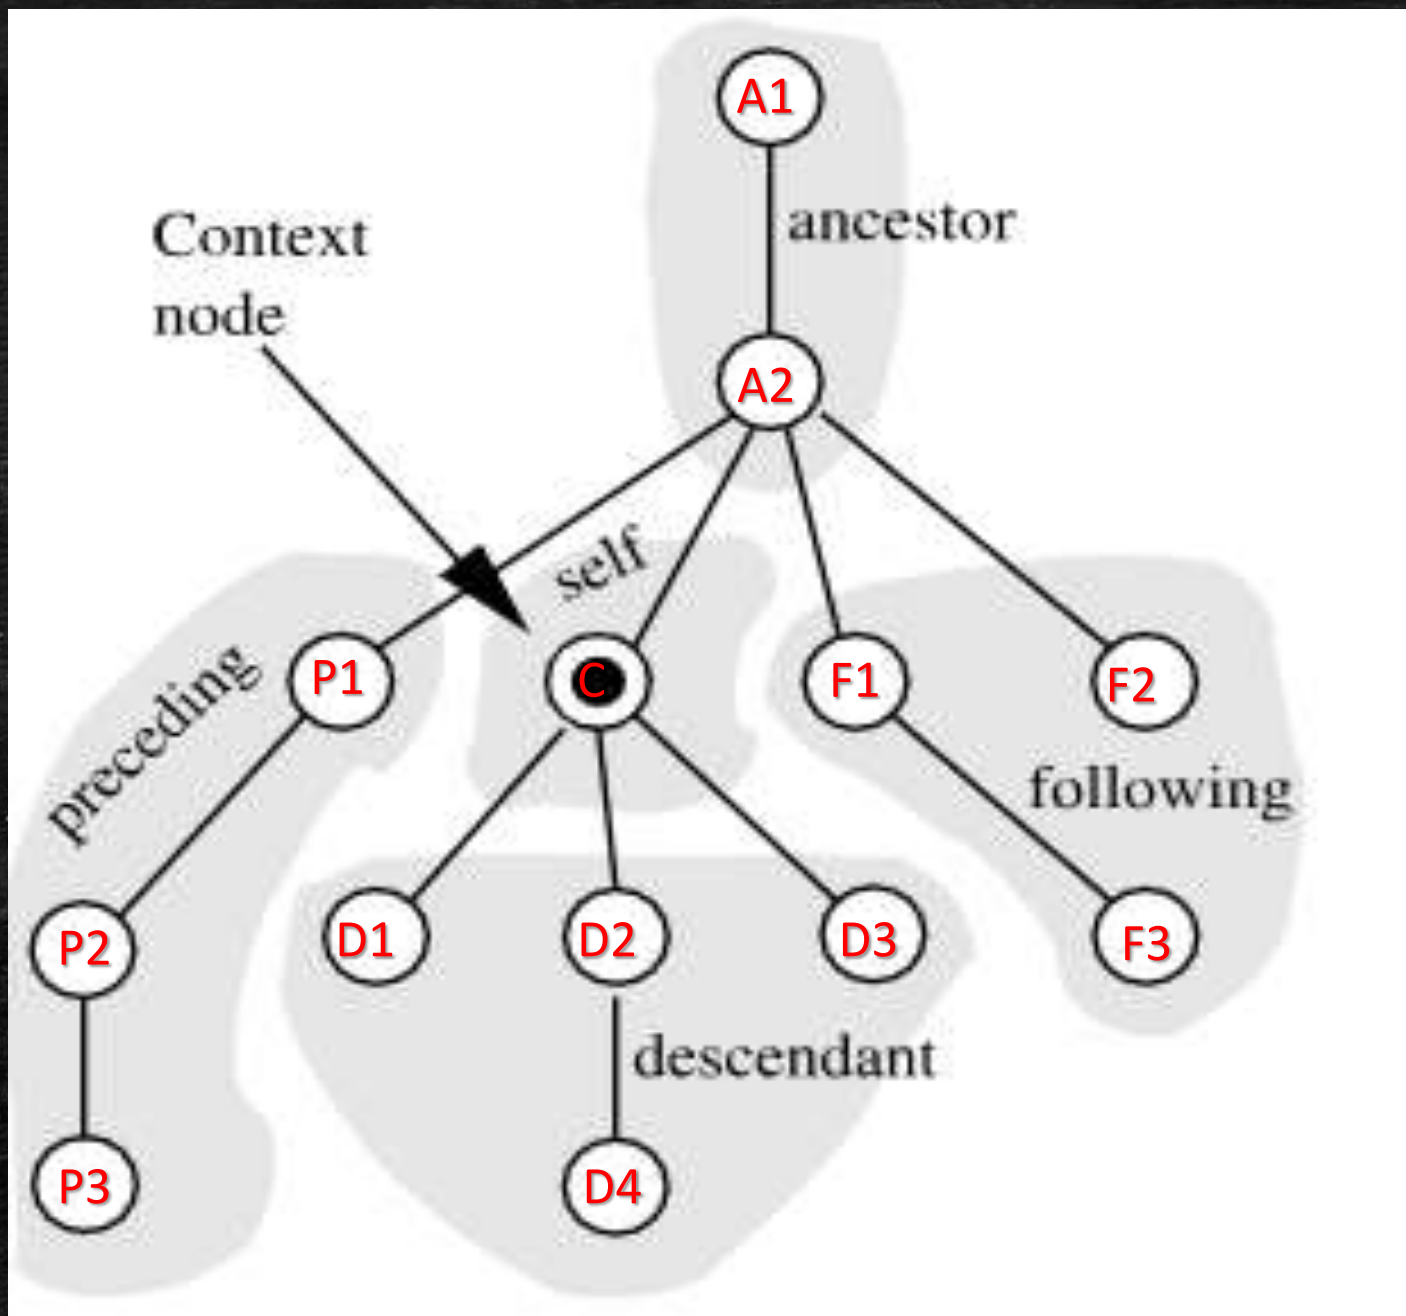 A1
ancestor
Context
node
A2
self
P1
C
F1
F2
preceding
following
P2
D1
D2
D3
F3
descendant
P3
D4